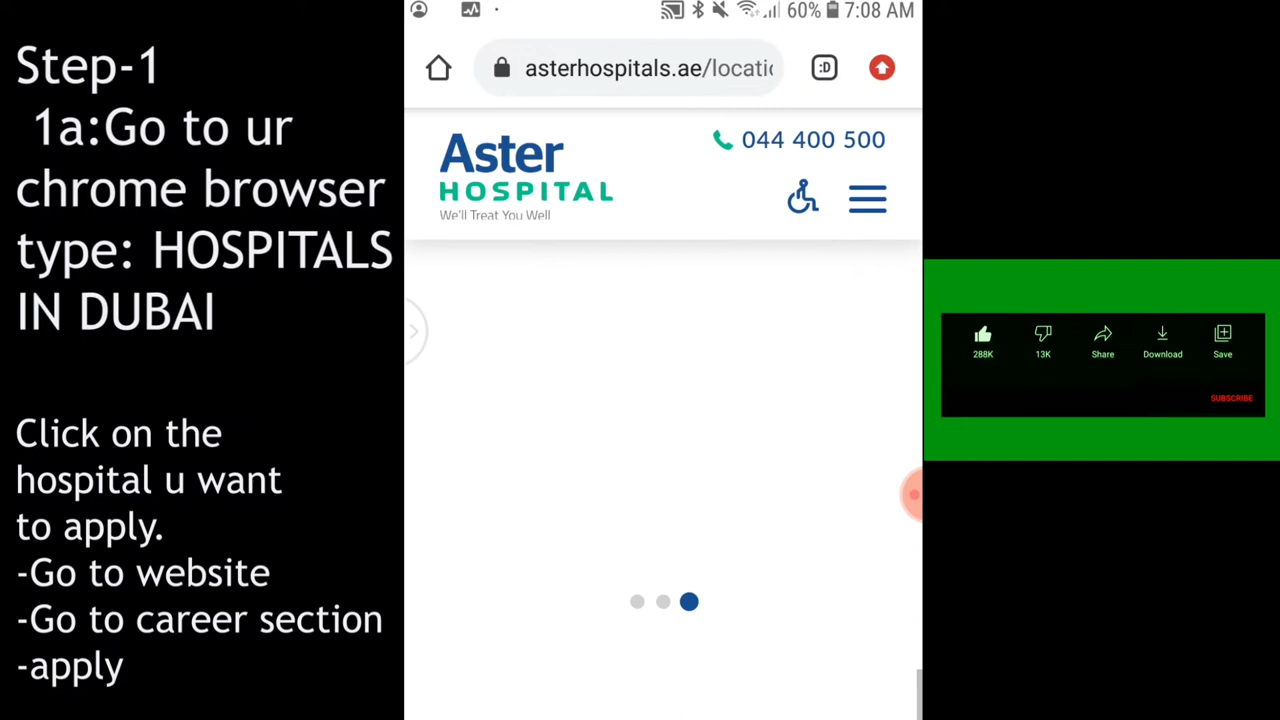 Step-1
1a:Go to ur
chrome browser
type: HOSPITALS
IN DUBAI
Click on the
hospital u want
to apply.
-Go to website
-Go to career section
-apply
60% 7:08 AM
asterhospitals.ae/locatic
:D
Aster
HOSPITAL
We'll Treat You Well
044 400 500
288K 13K Share Download Save
SUBSCRIBE